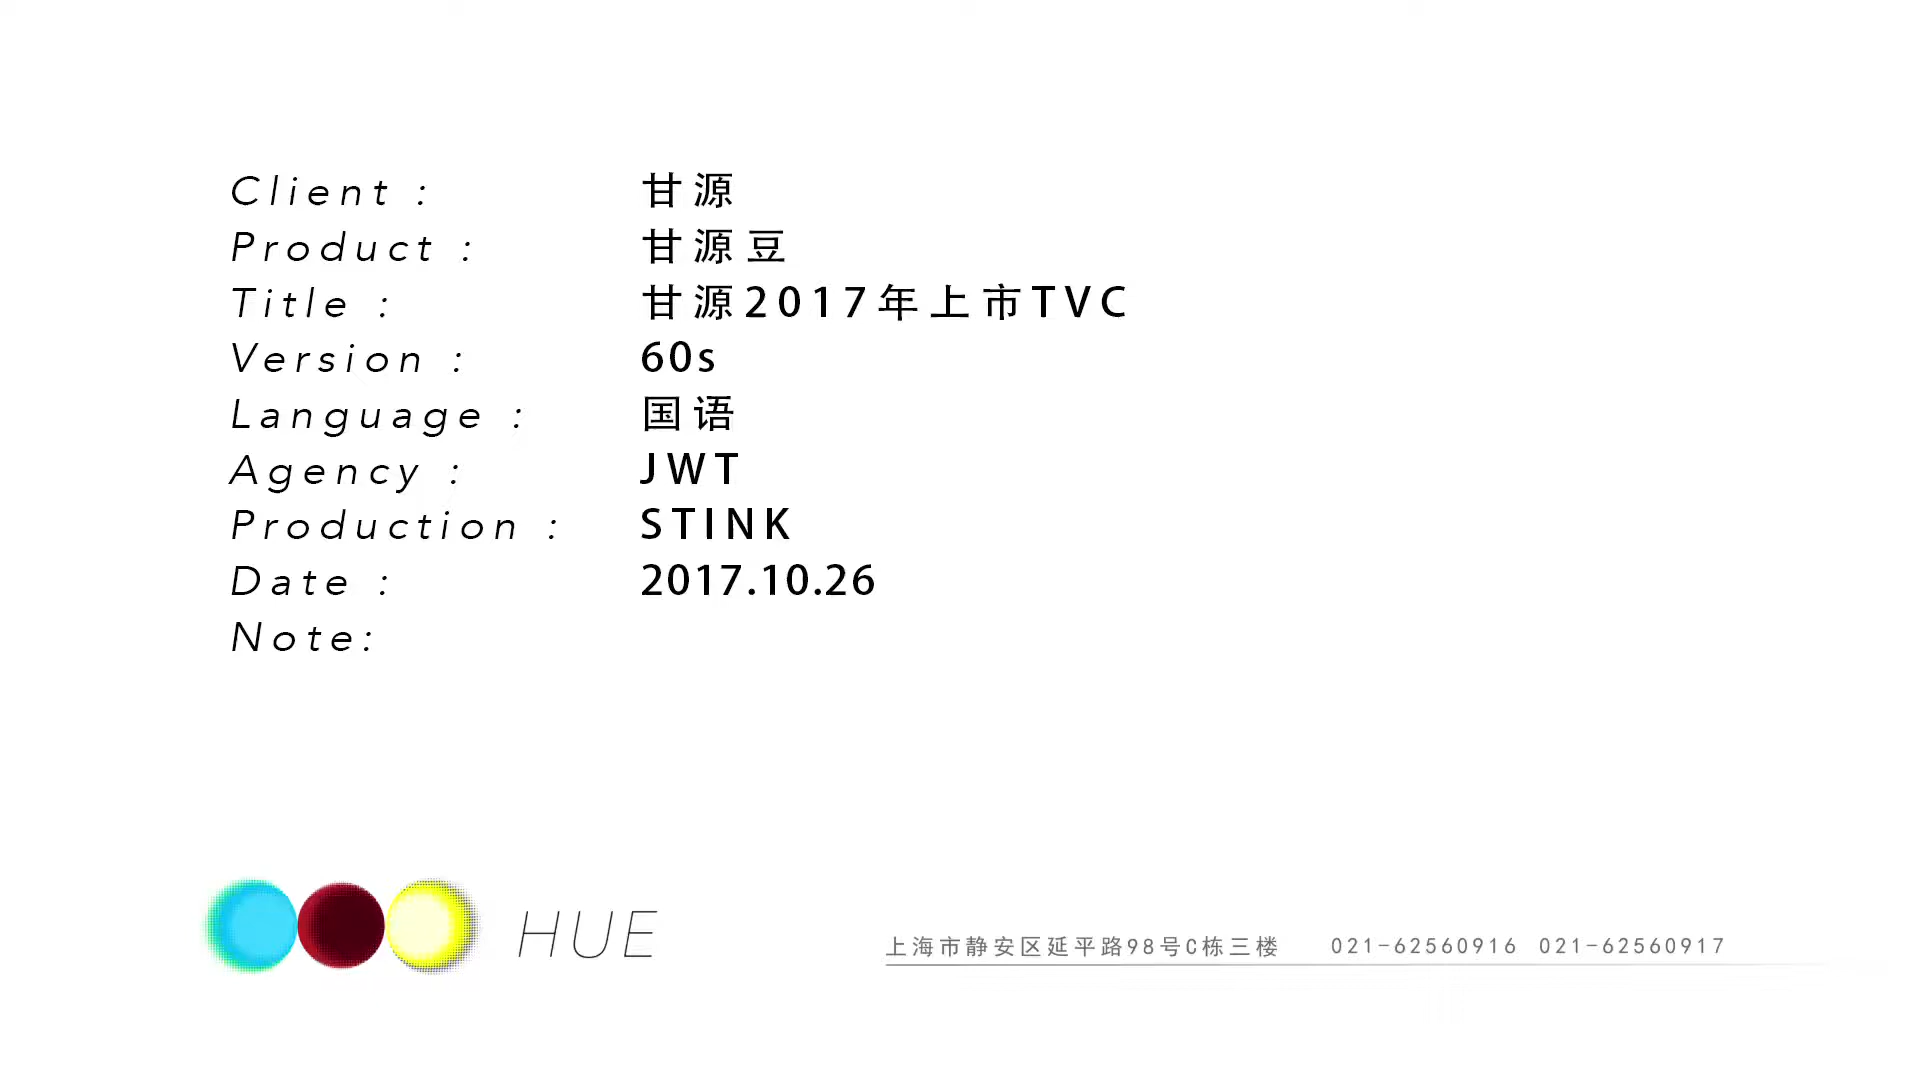 Client : 甘源
Product : 甘源豆
Title : 甘源2017年上市TVC
Version : 60s
Language : 国语
Agency : JWT
Production : STINK
Date : 2017.10.26
Note:
HUE
上海市静安区延平路98号C栋三楼 021-62560916 021-62560917